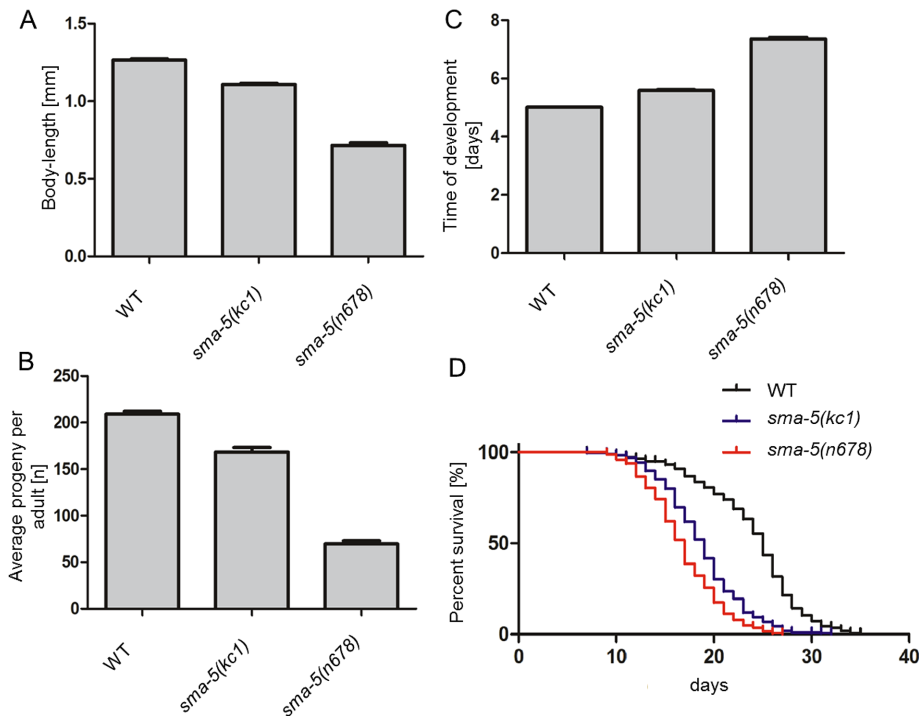 A
Body-length [mm]
1.5
1.0
0.5
0.0
WT
sma-5(kc1)
sma-5(n678)
B
Average progeny per
adult [n]
250
200
150
100
50
0
WT
sma-5(kc1)
sma-5(n678)
C
Time of development
[days]
8
6
4
2
0
WT
sma-5(kc1)
sma-5(n678)
D
WT
sma-5(kc1)
sma-5(n678)
Percent survival [%]
100
50
0
0
10
20
30
40
days